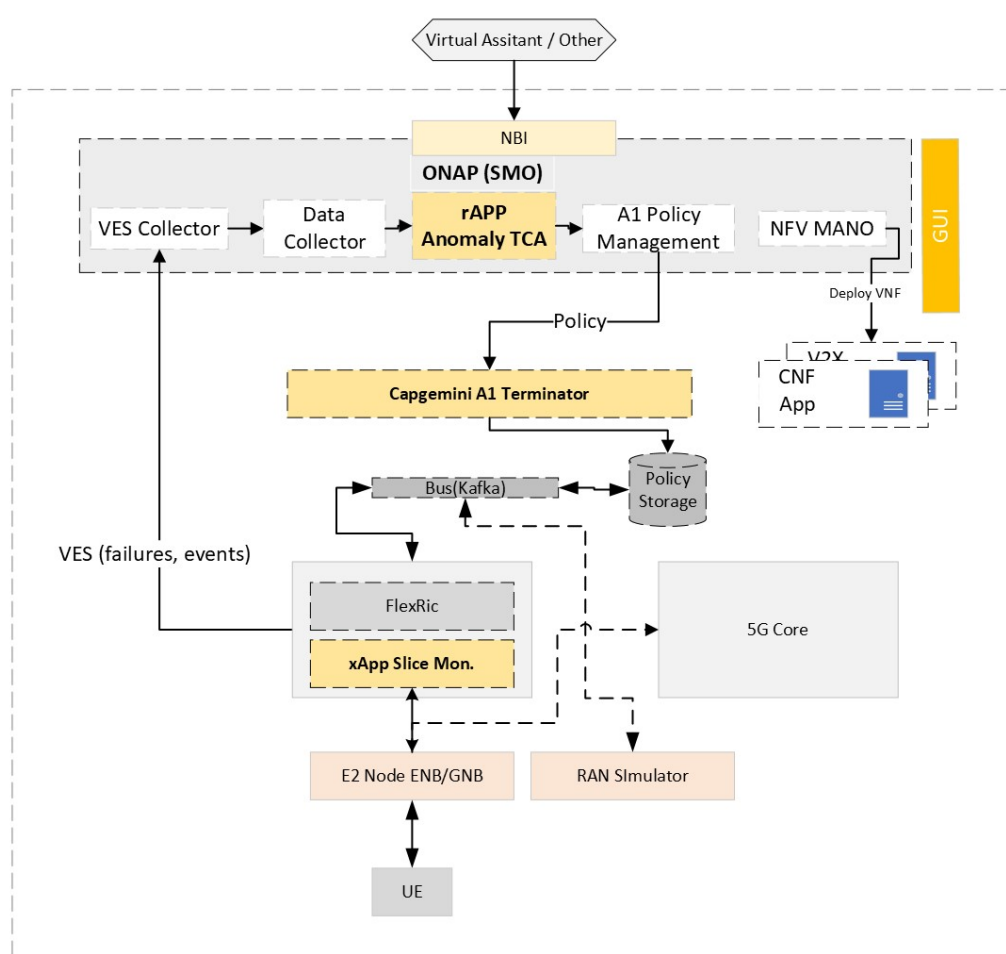 Virtual Assitant / Other
NBI
ONAP (SMO)
VES Collector
Data
Collector
rAPP
Anomaly TCA
A1 Policy
Management
NFV MANO
GUI
Deploy VNF
Policy
V2X
CNF
App
Capgemini A1 Terminator
Bus(Kafka)
Policy
Storage
VES (failures, events)
FlexRic
xApp Slice Mon.
5G Core
E2 Node ENB/GNB
RAN SImulator
UE